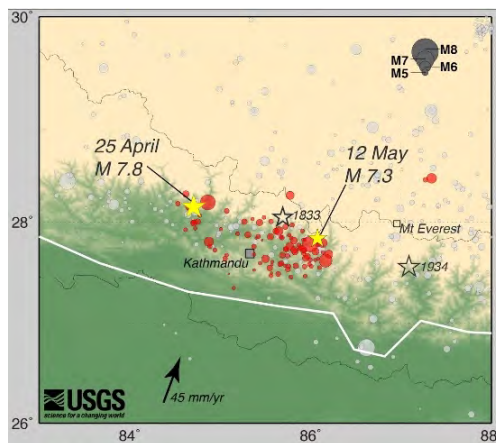 30°
M8
M7
M6
M5
25 April
M 7.8
12 May
M 7.3
28
1833
Mt Everest
Kathmandu
1934
45 mm/yr
USGS
science for a changing world
26°
84°
86°
88